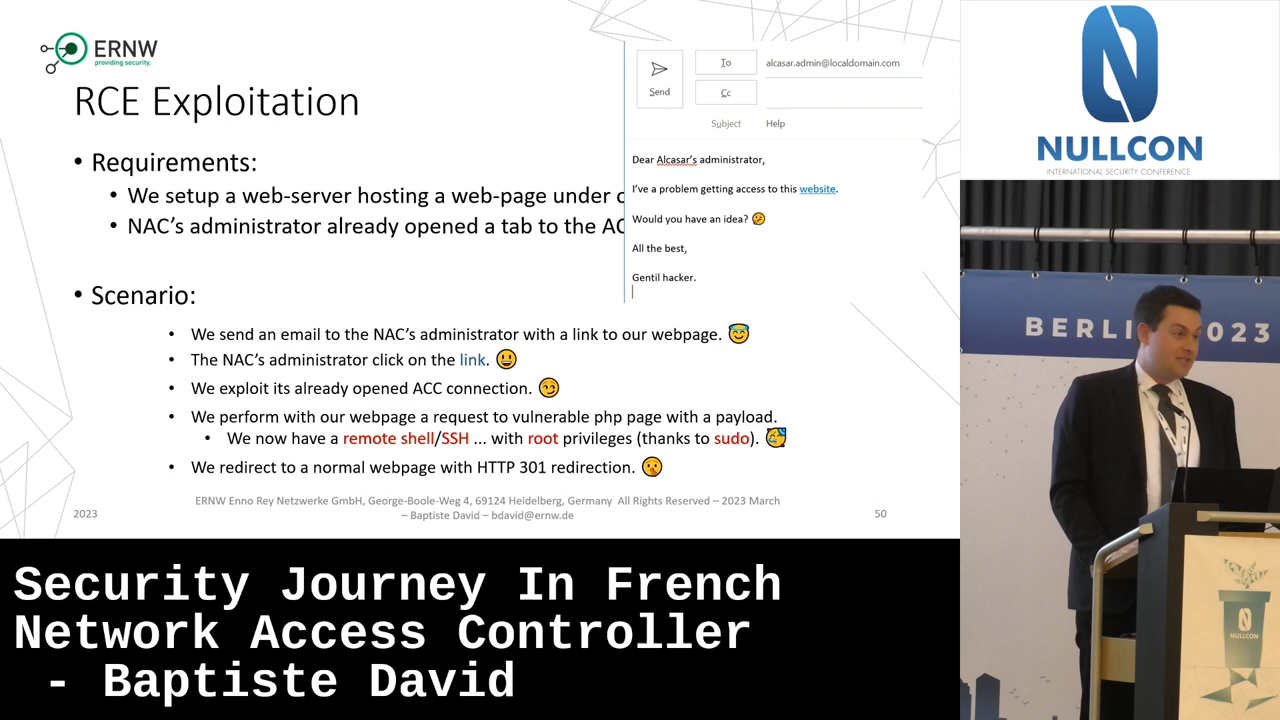 ERNW
providing security.
RCE Exploitation
• Requirements:
• We setup a web-server hosting a web-page under
• NAC's administrator already opened a tab to the
• Scenario:
• We send an email to the NAC's administrator with a link to our webpage. 😇
• The NAC's administrator click on the link. 😃
• We exploit its already opened ACC connection. 😏
• We perform with our webpage a request to vulnerable php page with a payload.
• We now have a remote shell/SSH ... with root privileges (thanks to sudo). 🥳
• We redirect to a normal webpage with HTTP 301 redirection. 🤫
Send
To
alcasar.admin@localdomain.com
Cc
Subject
Help
Dear Alcasar's administrator,
I've a problem getting access to this website.
Would you have an idea? 😕
All the best,
Gentil hacker.
2023
ERNW Enno Rey Netzwerke GmbH, George-Boole-Weg 4, 69124 Heidelberg, Germany All Rights Reserved – 2023 March
– Baptiste David – bdavid@ernw.de
50
NULLCON
INTERNATIONAL SECURITY CONFERENCE
BERLI 2023
NULLCON
Security Journey In French
Network Access Controller
- Baptiste David